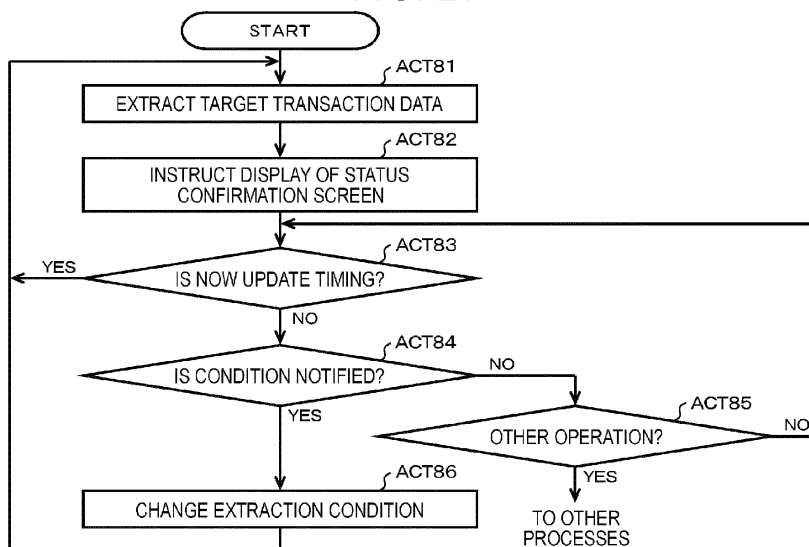 START
ACT81
EXTRACT TARGET TRANSACTION DATA
ACT82
INSTRUCT DISPLAY OF STATUS
CONFIRMATION SCREEN
ACT83
YES
IS NOW UPDATE TIMING?
NO
ACT84
IS CONDITION NOTIFIED?
NO
YES
ACT85
OTHER OPERATION?
NO
YES
ACT86
CHANGE EXTRACTION CONDITION
TO OTHER
PROCESSES